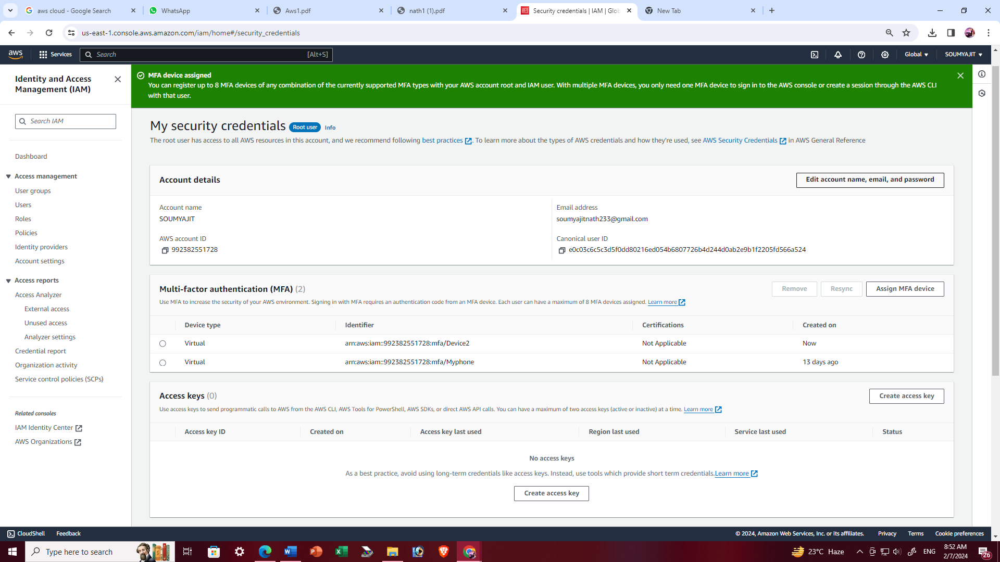 aws cloud - Google Search
WhatsApp
Aws1.pdf
nath1 (1).pdf
Security credentials | IAM | Glob
New Tab
us-east-1.console.aws.amazon.com/iam/home#/security_credentials
aws
Services
Search
[Alt+S]
Global
SOUMYAJIT
Identity and Access
Management (IAM)
Search IAM
Dashboard
Access management
User groups
Users
Roles
Policies
Identity providers
Account settings
Access reports
Access Analyzer
External access
Unused access
Analyzer settings
Credential report
Organization activity
Service control policies (SCPs)
Related consoles
IAM Identity Center
AWS Organizations
MFA device assigned
You can register up to 8 MFA devices of any combination of the currently supported MFA types with your AWS account root and IAM user. With multiple MFA devices, you only need one MFA device to sign in to the AWS console or create a session through the AWS CLI
with that user.
My security credentials Root user Info
The root user has access to all AWS resources in this account, and we recommend following best practices. To learn more about the types of AWS credentials and how they're used, see AWS Security Credentials in AWS General Reference
Account details
Edit account name, email, and password
Account name
SOUMYAJIT
Email address
soumyajitnath233@gmail.com
AWS account ID
992382551728
Canonical user ID
e0c03c6c5c3d5f0dd80216ed054b6807726b4d244d0ab2e9b1f2205fd566a524
Multi-factor authentication (MFA) (2)
Remove
Resync
Assign MFA device
Use MFA to increase the security of your AWS environment. Signing in with MFA requires an authentication code from an MFA device. Each user can have a maximum of 8 MFA devices assigned. Learn more
Device type Identifier Certifications Created on
Virtual arn:aws:iam::992382551728:mfa/Device2 Not Applicable Now
Virtual arn:aws:iam::992382551728:mfa/Myphone Not Applicable 13 days ago
Access keys (0)
Create access key
Use access keys to send programmatic calls to AWS from the AWS CLI, AWS Tools for PowerShell, AWS SDKs, or direct AWS API calls. You can have a maximum of two access keys (active or inactive) at a time. Learn more
Access key ID Created on Access key last used Region last used Service last used Status
No access keys
As a best practice, avoid using long-term credentials like access keys. Instead, use tools which provide short term credentials. Learn more
Create access key
CloudShell
Feedback
© 2024, Amazon Web Services, Inc. or its affiliates.
Privacy
Terms
Cookie preferences
Type here to search
23°C Haze
ENG
8:52 AM
2/7/2024
26